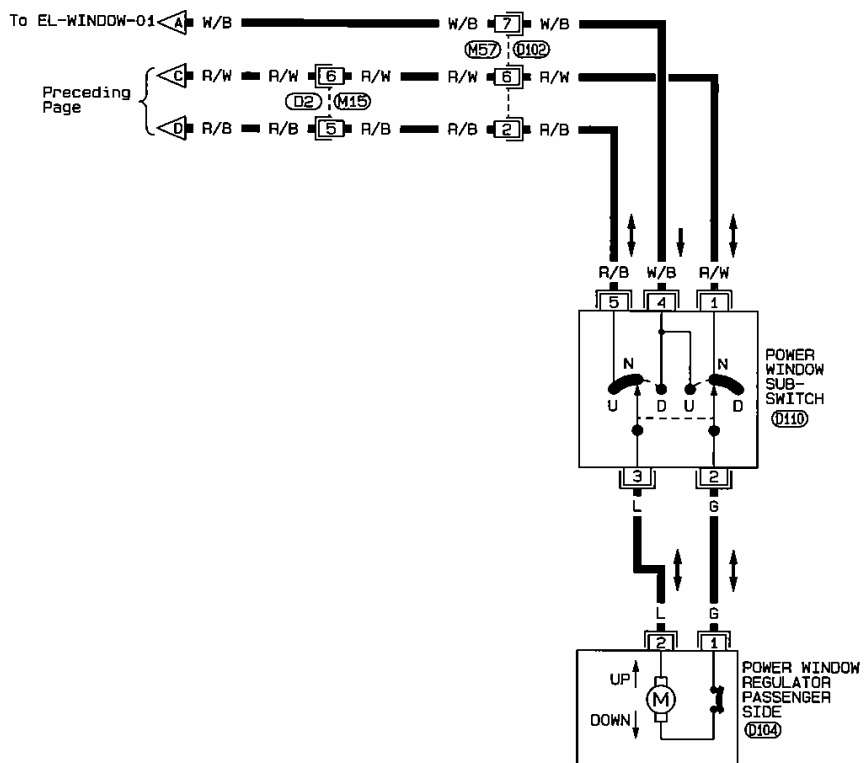 To EL-WINDOW-01 A W/B W/B 7 W/B
M57 D102
Preceding
Page
C R/W R/W 6 R/W R/W 6 R/W
D2 M15
D R/B R/B 5 R/B R/B 2 R/B
R/B W/B R/W
5 4 1
N N
U D U D
POWER
WINDOW
SUB-
SWITCH
D110
3 2
L G
L G
2 1
UP
M
DOWN
POWER WINDOW
REGULATOR
PASSENGER
SIDE
D104